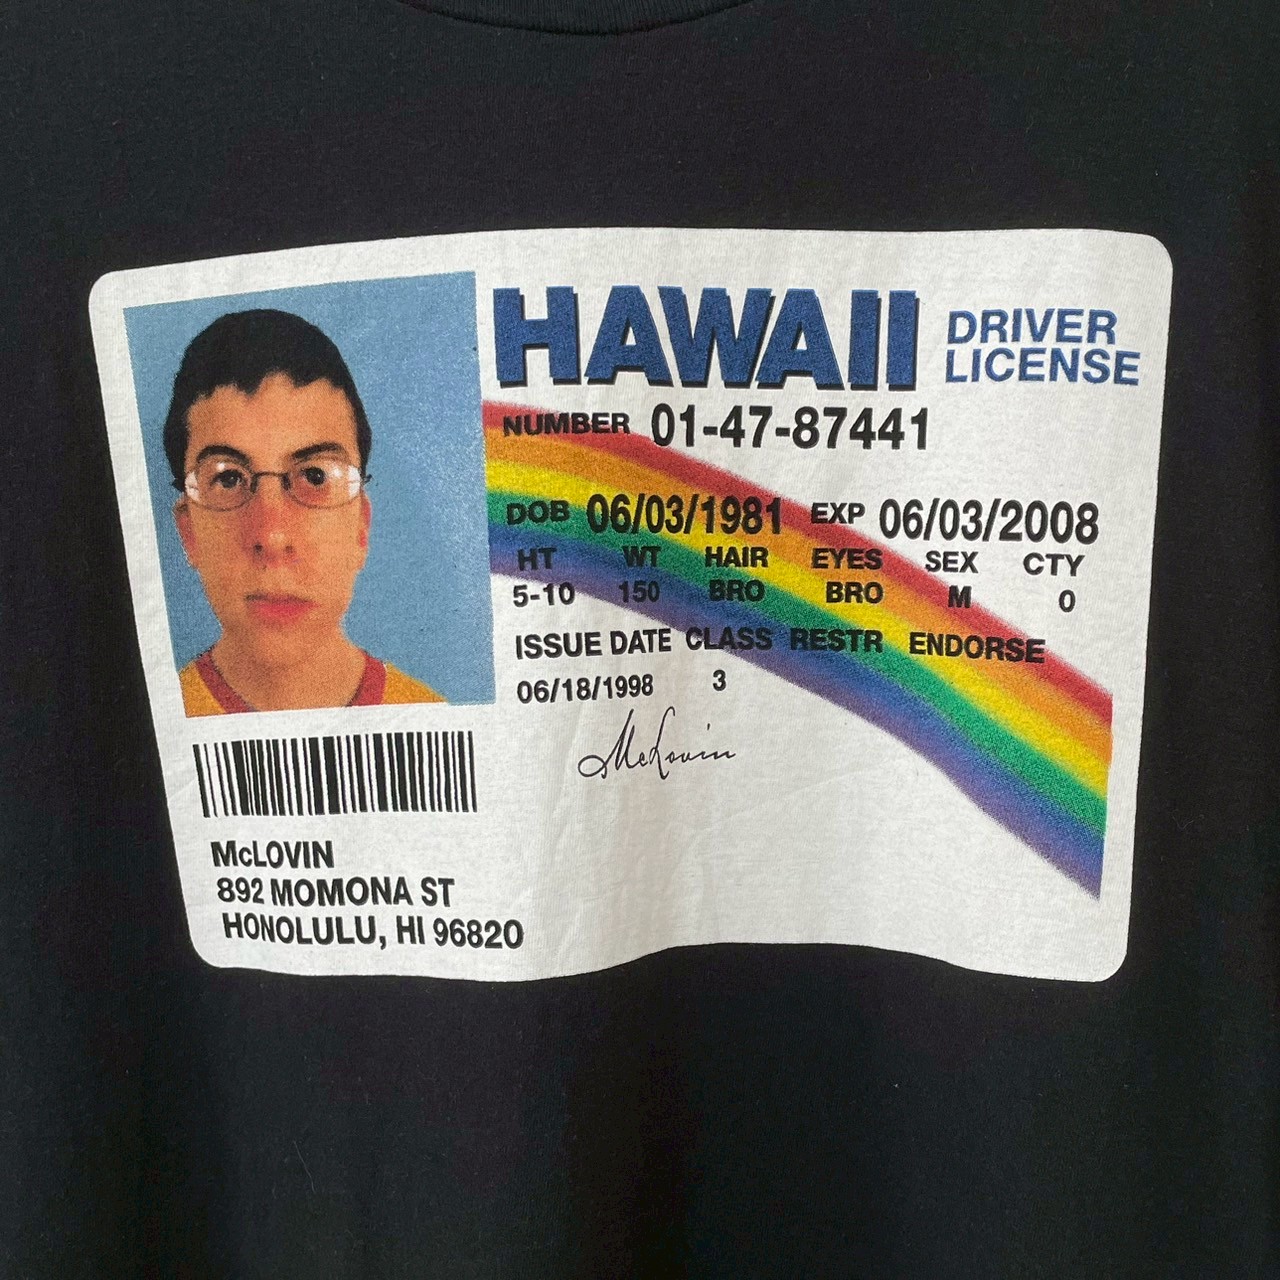 HAWAII DRIVER LICENSE
NUMBER 01-47-87441
DOB 06/03/1981 EXP 06/03/2008
HT WT HAIR EYES SEX CTY
5-10 150 BRO BRO M 0
ISSUE DATE CLASS RESTR ENDORSE
06/18/1998 3
McLovin
McLOVIN
892 MOMONA ST
HONOLULU, HI 96820